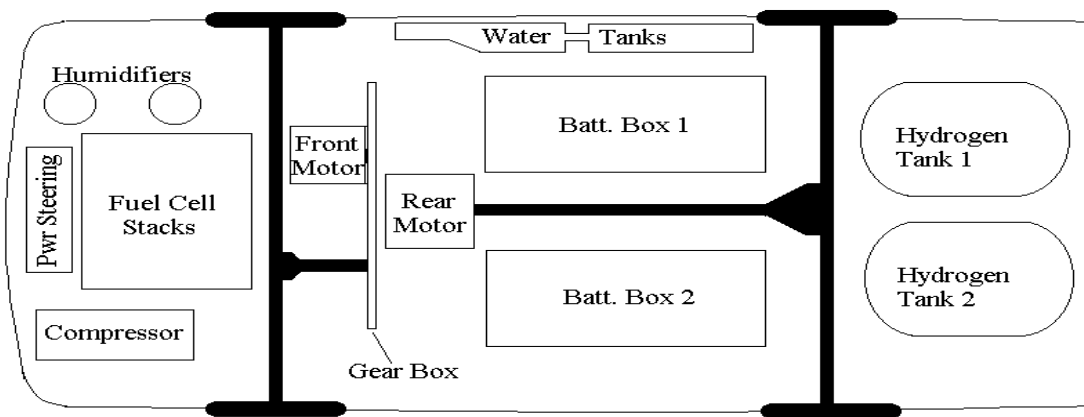 Water Tanks
Humidifiers
Batt. Box 1
Front
Motor
Hydrogen
Tank 1
Pwr Steering
Fuel Cell
Stacks
Rear
Motor
Batt. Box 2
Hydrogen
Tank 2
Compressor
Gear Box